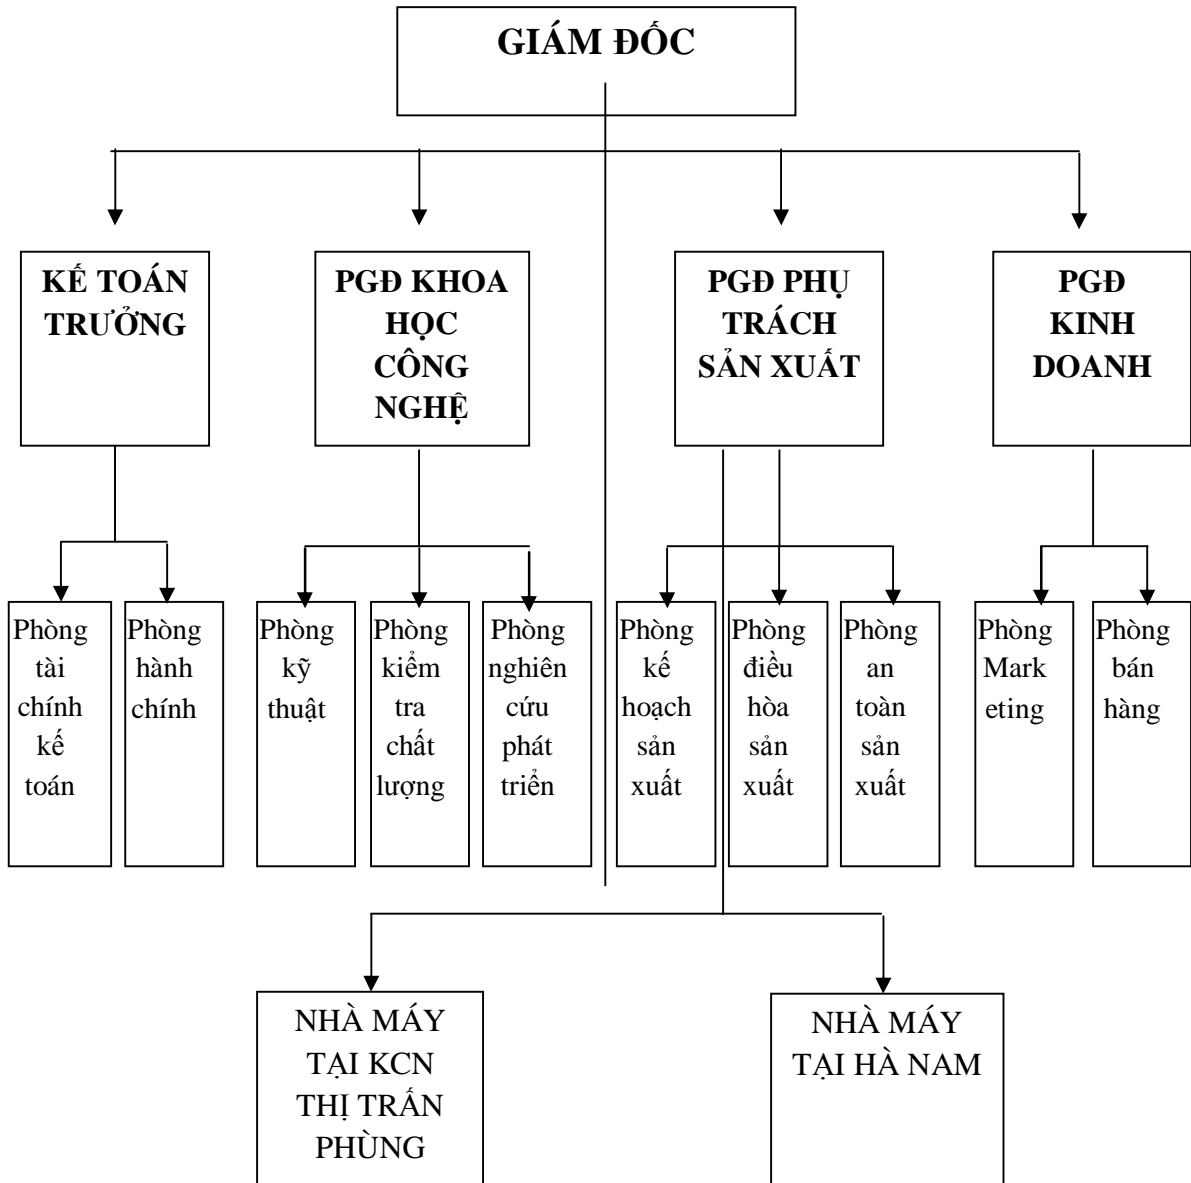 GIÁM ĐỐC
KẾ TOÁN
TRƯỞNG
PGĐ KHOA
HỌC
CÔNG
NGHỆ
PGĐ PHỤ
TRÁCH
SẢN XUẤT
PGĐ
KINH
DOANH
Phòng
tài
chính
kế
toán
Phòng
hành
chính
Phòng
kỹ
thuật
Phòng
kiểm
tra
chất
lượng
Phòng
nghiên
cứu
phát
triển
Phòng
kế
hoạch
sản
xuất
Phòng
điều
hòa
sản
xuất
Phòng
an
toàn
sản
xuất
Phòng
Mark
eting
Phòng
bán
hàng
NHÀ MÁY
TẠI KCN
THỊ TRẤN
PHÙNG
NHÀ MÁY
TẠI HÀ NAM